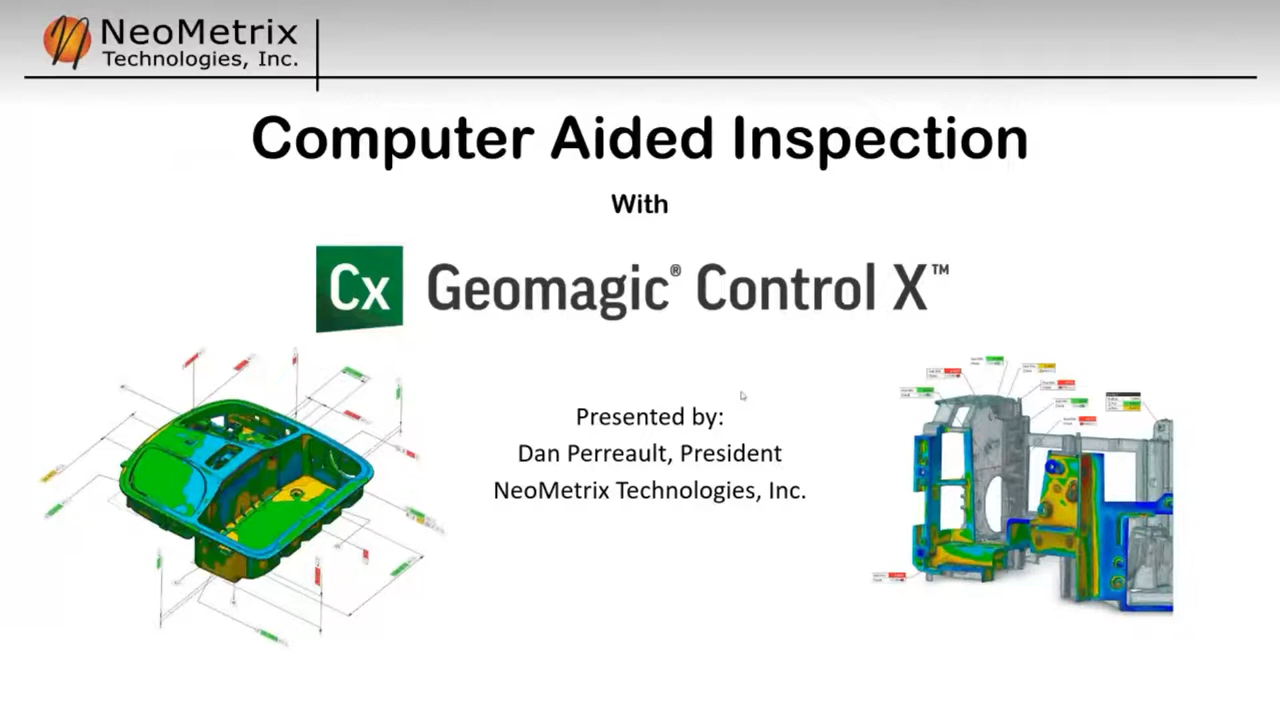 NeoMetrix
Technologies, Inc.
Computer Aided Inspection
With
Cx Geomagic® Control X™
Presented by:
Dan Perreault, President
NeoMetrix Technologies, Inc.